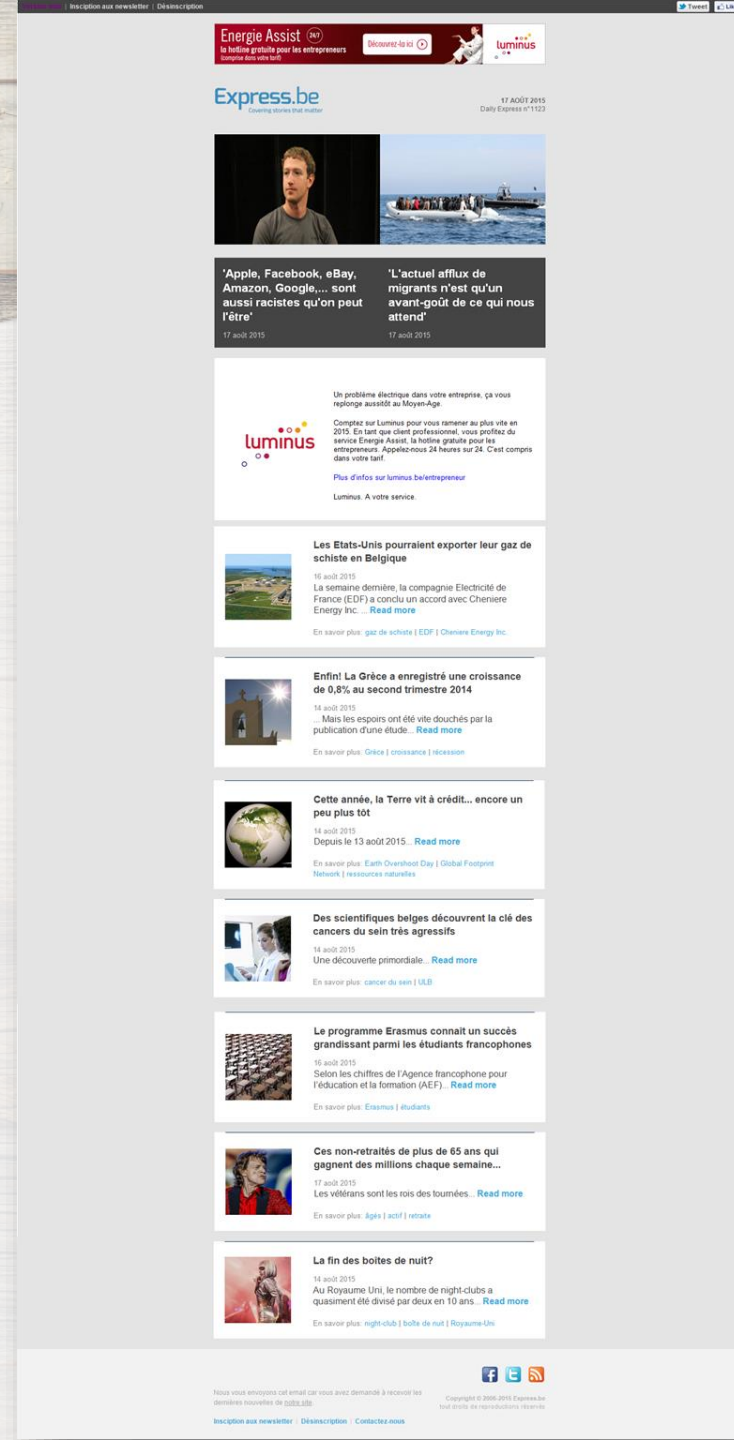 Insciption aux newsletter | Désinscription
Tweet
Energie Assist 24/7
la hotline gratuite pour les entrepreneurs
(comprise dans votre tarif)
Découvrez-la ici
luminus
Express.be
Covering stories that matter
17 AOÛT 2015
Daily Express n°1123
'Apple, Facebook, eBay,
Amazon, Google,... sont
aussi racistes qu'on peut
l'être'
17 août 2015
'L'actuel afflux de
migrants n'est qu'un
avant-goût de ce qui nous
attend'
17 août 2015
luminus
Un problème électrique dans votre entreprise, ça vous
replonge aussitôt au Moyen-Age.
Comptez sur Luminus pour vous ramener au plus vite en
2015. En tant que client professionnel, vous profitez du
service Energie Assist, la hotline gratuite pour les
entrepreneurs. Appelez-nous 24 heures sur 24. C'est compris
dans votre tarif.
Plus d'infos sur luminus.be/entrepreneur
Luminus. A votre service.
Les Etats-Unis pourraient exporter leur gaz de
schiste en Belgique
16 août 2015
La semaine dernière, la compagnie Electricité de
France (EDF) a conclu un accord avec Cheniere
Energy Inc. ... Read more
En savoir plus: gaz de schiste | EDF | Cheniere Energy Inc.
Enfin! La Grèce a enregistré une croissance
de 0,8% au second trimestre 2014
14 août 2015
... Mais les espoirs ont été vite douchés par la
publication d'une étude... Read more
En savoir plus: Grèce | croissance | récession
Cette année, la Terre vit à crédit... encore un
peu plus tôt
14 août 2015
Depuis le 13 août 2015... Read more
En savoir plus: Earth Overshoot Day | Global Footprint
Network | ressources naturelles
Des scientifiques belges découvrent la clé des
cancers du sein très agressifs
14 août 2015
Une découverte primordiale... Read more
En savoir plus: cancer du sein | ULB
Le programme Erasmus connait un succès
grandissant parmi les étudiants francophones
16 août 2015
Selon les chiffres de l'Agence francophone pour
l'éducation et la formation (AEF)... Read more
En savoir plus: Erasmus | étudiants
Ces non-retraités de plus de 65 ans qui
gagnent des millions chaque semaine...
17 août 2015
Les vétérans sont les rois des tournées... Read more
En savoir plus: âgés | actif | retraite
La fin des boîtes de nuit?
14 août 2015
Au Royaume Uni, le nombre de night-clubs a
quasiment été divisé par deux en 10 ans... Read more
En savoir plus: night-club | boîte de nuit | Royaume-Uni
Nous vous envoyons cet email car vous avez demandé à recevoir les
dernières nouvelles de notre site.
Insciption aux newsletter | Désinscription | Contactez-nous
Copyright © 2008-2015 Express.be
tout droits de reproductions réservés